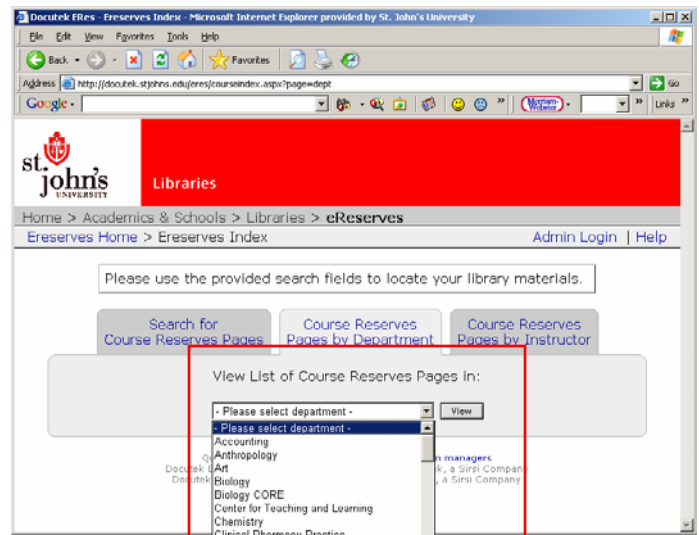 Docutek ERes - Ereserves Index - Microsoft Internet Explorer provided by St. John's University
File Edit View Favorites Tools Help
Back Favorites
Address http://docutek.stjohns.edu/eres/courseindex.aspx?page=dept Go
Google Merriam-Webster Links »
st. john's UNIVERSITY
Libraries
Home > Academics & Schools > Libraries > eReserves
Ereserves Home > Ereserves Index Admin Login | Help
Please use the provided search fields to locate your library materials.
Search for Course Reserves Pages
Course Reserves Pages by Department
Course Reserves Pages by Instructor
View List of Course Reserves Pages in:
- Please select department - View
- Please select department -
Accounting
Anthropology
Art
Biology
Biology CORE
Center for Teaching and Learning
Chemistry
Clinical Pharmacy Practice
managers
a Sirsi Company
a Sirsi Company